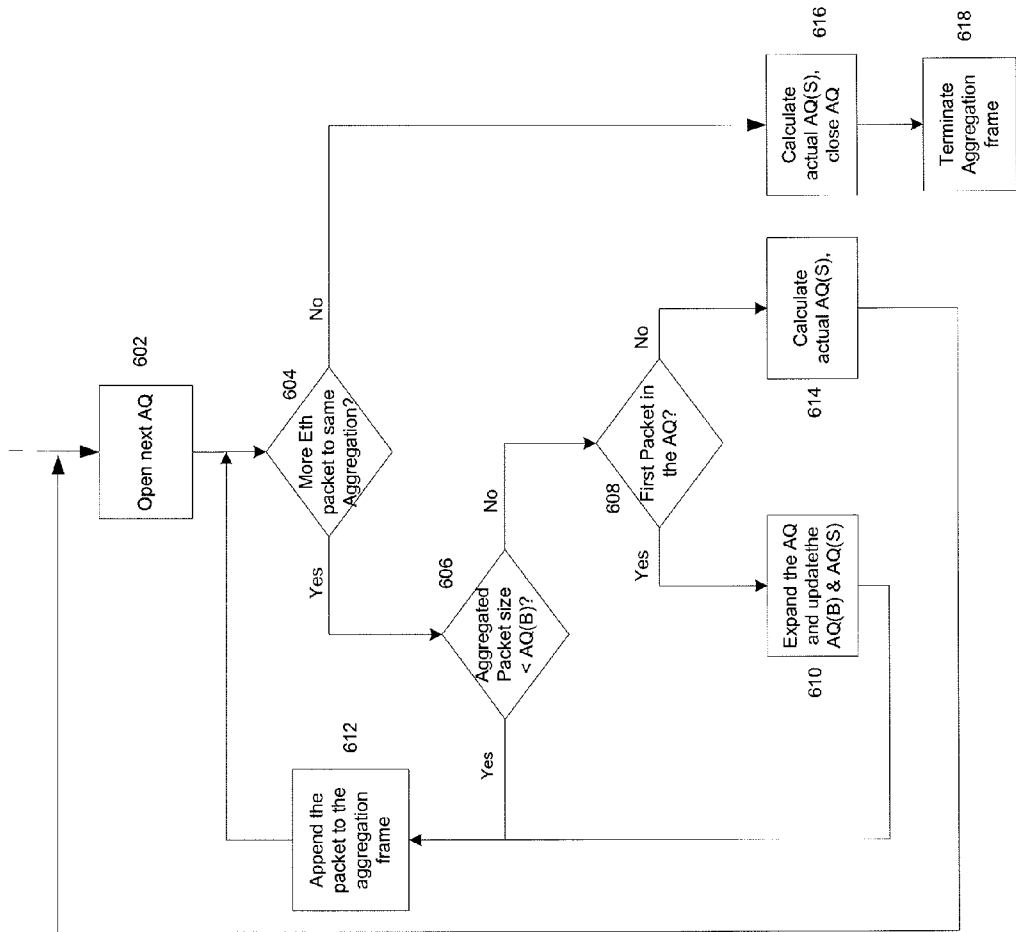 602
Open next AQ
604
More Eth
packet to same
Aggregation?
No
Yes
606
Aggregated
Packet size
< AQ(B)?
No
Yes
612
Append the
packet to the
aggregation
frame
608
First Packet in
the AQ?
No
Yes
610
Expand the AQ
and updatethe
AQ(B) & AQ(S)
614
Calculate
actual AQ(S),
616
Calculate
actual AQ(S),
close AQ
618
Terminate
Aggregation
frame